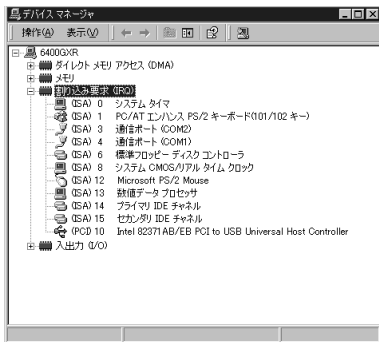 デバイス マネージャ
操作(A) 表示(V)
6400GXR
ダイレクト メモリ アクセス (DMA)
メモリ
割り込み要求 (IRQ)
(ISA) 0 システム タイマ
(ISA) 1 PC/AT エンハンス PS/2 キーボード(101/102 キー)
(ISA) 3 通信ポート (COM2)
(ISA) 4 通信ポート (COM1)
(ISA) 6 標準フロッピー ディスク コントローラ
(ISA) 8 システム CMOS/リアル タイム クロック
(ISA) 12 Microsoft PS/2 Mouse
(ISA) 13 数値データ プロセッサ
(ISA) 14 プライマリ IDE チャネル
(ISA) 15 セカンダリ IDE チャネル
(PCI) 10 Intel 82371AB/EB PCI to USB Universal Host Controller
入出力 (I/O)